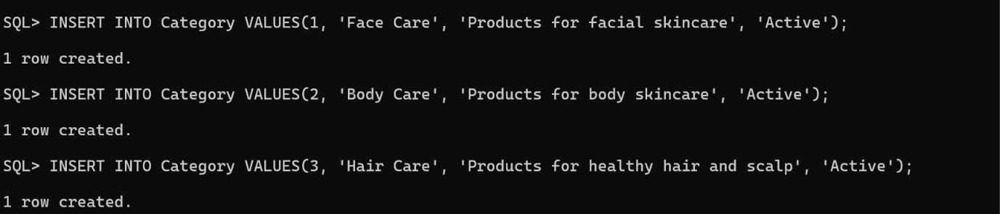 SQL> INSERT INTO Category VALUES(1, 'Face Care', 'Products for facial skincare', 'Active');
1 row created.
SQL> INSERT INTO Category VALUES(2, 'Body Care', 'Products for body skincare', 'Active');
1 row created.
SQL> INSERT INTO Category VALUES(3, 'Hair Care', 'Products for healthy hair and scalp', 'Active');
1 row created.